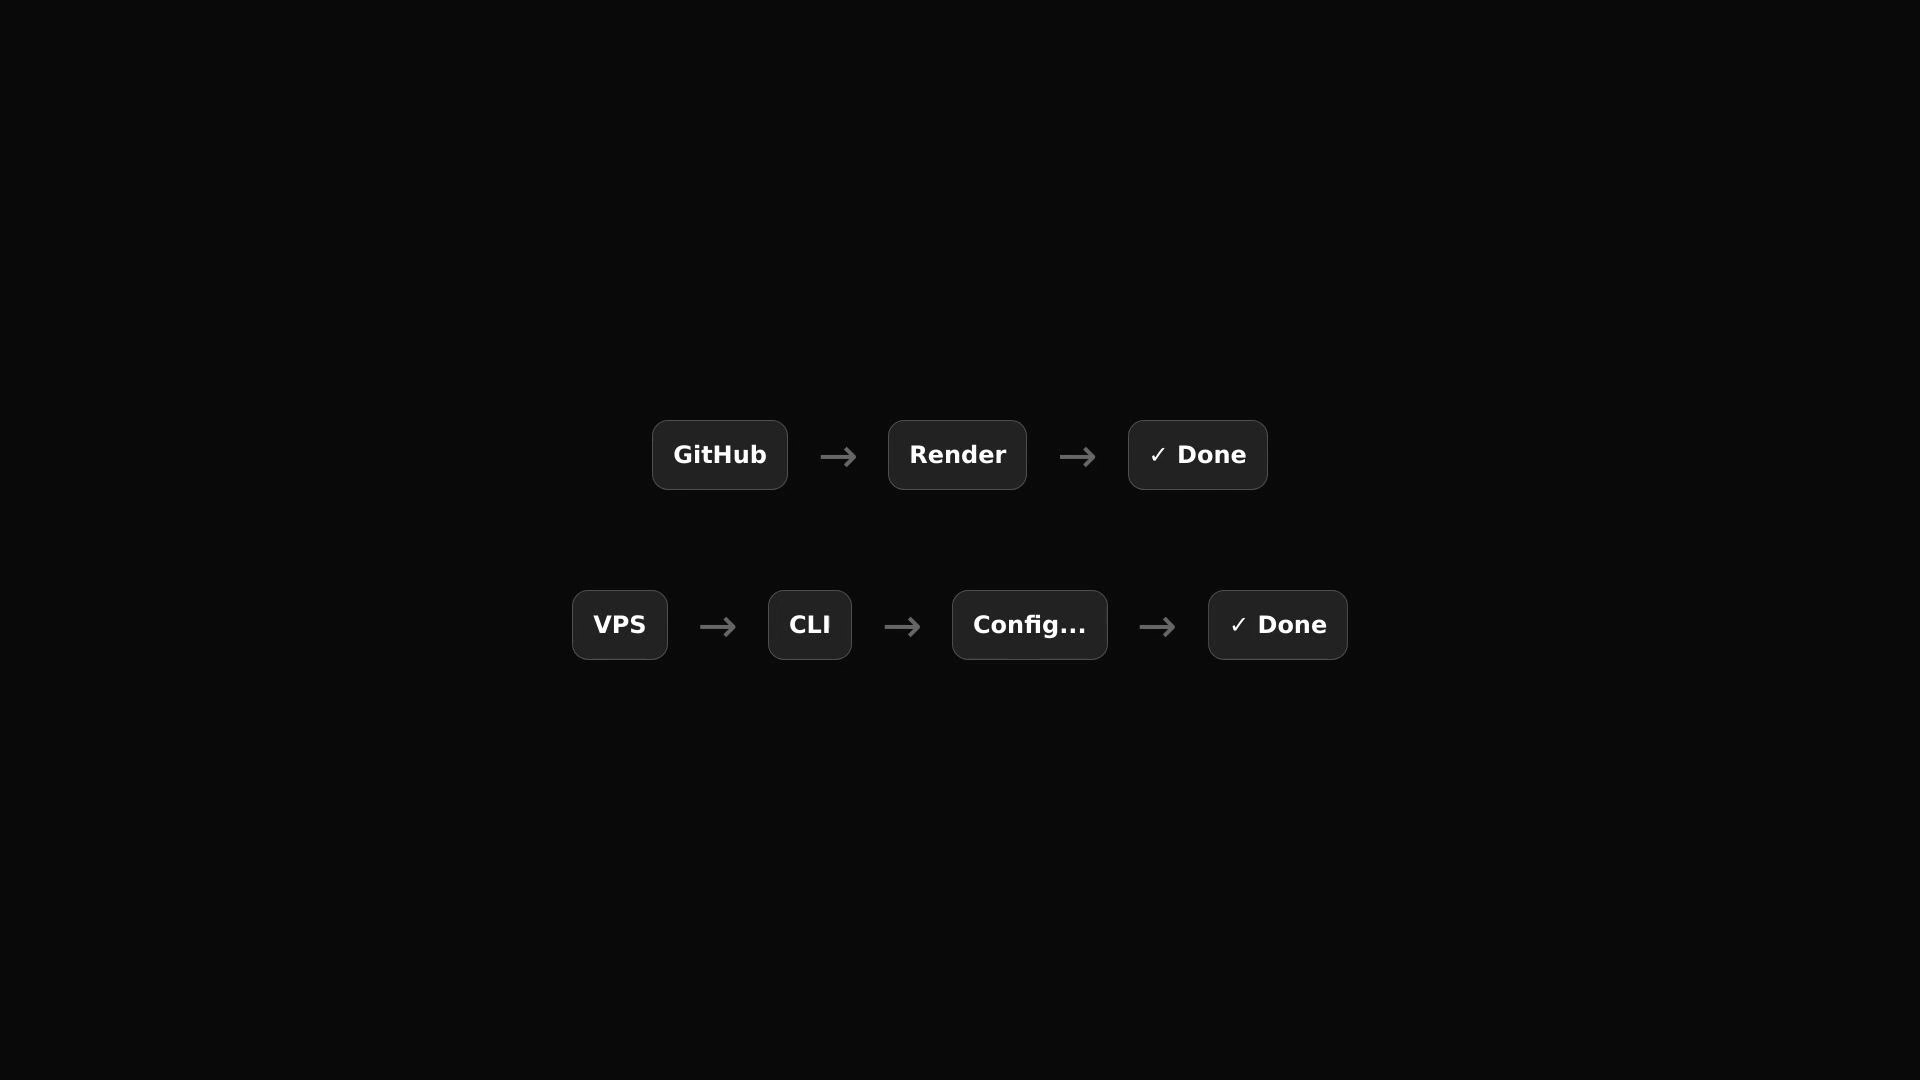 GitHub → Render → ✓ Done
VPS → CLI → Config... → ✓ Done